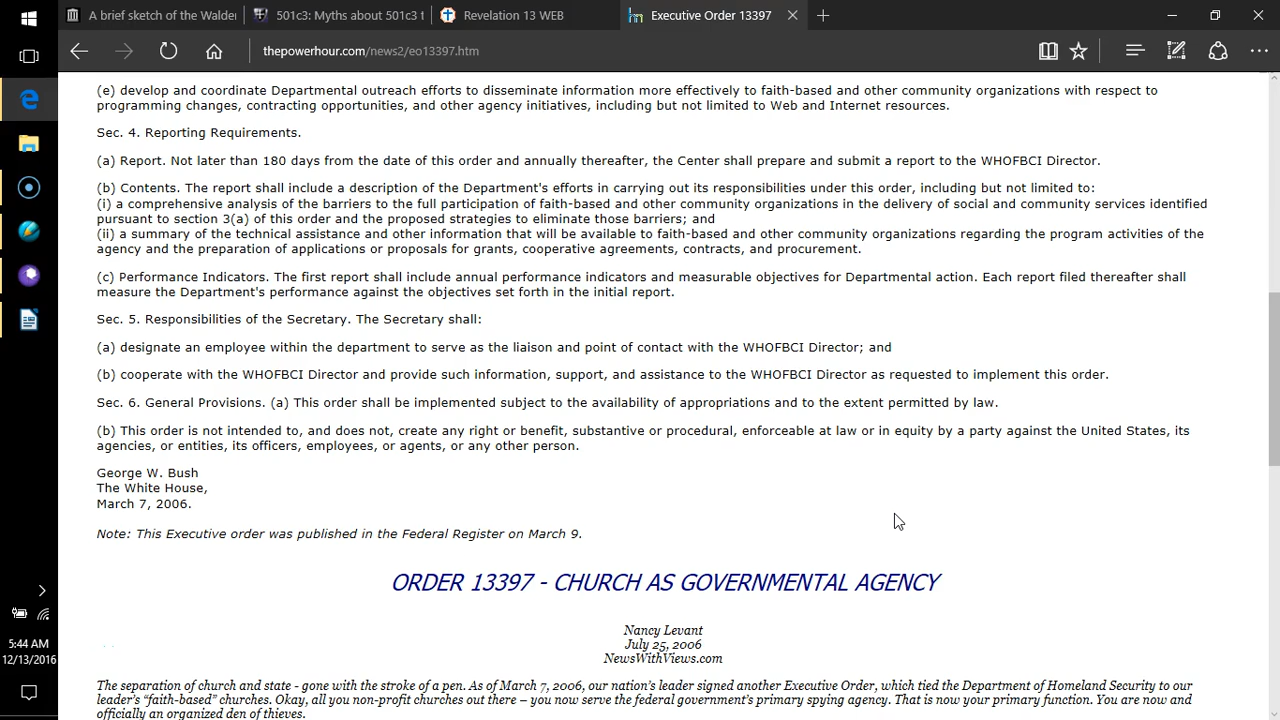 A brief sketch of the Walder
501c3: Myths about 501c3 t
Revelation 13 WEB
Executive Order 13397
thepowerhour.com/news2/eo13397.htm
(e) develop and coordinate Departmental outreach efforts to disseminate information more effectively to faith-based and other community organizations with respect to
programming changes, contracting opportunities, and other agency initiatives, including but not limited to Web and Internet resources.
Sec. 4. Reporting Requirements.
(a) Report. Not later than 180 days from the date of this order and annually thereafter, the Center shall prepare and submit a report to the WHOFBCI Director.
(b) Contents. The report shall include a description of the Department's efforts in carrying out its responsibilities under this order, including but not limited to:
(i) a comprehensive analysis of the barriers to the full participation of faith-based and other community organizations in the delivery of social and community services identified
pursuant to section 3(a) of this order and the proposed strategies to eliminate those barriers; and
(ii) a summary of the technical assistance and other information that will be available to faith-based and other community organizations regarding the program activities of the
agency and the preparation of applications or proposals for grants, cooperative agreements, contracts, and procurement.
(c) Performance Indicators. The first report shall include annual performance indicators and measurable objectives for Departmental action. Each report filed thereafter shall
measure the Department's performance against the objectives set forth in the initial report.
Sec. 5. Responsibilities of the Secretary. The Secretary shall:
(a) designate an employee within the department to serve as the liaison and point of contact with the WHOFBCI Director; and
(b) cooperate with the WHOFBCI Director and provide such information, support, and assistance to the WHOFBCI Director as requested to implement this order.
Sec. 6. General Provisions. (a) This order shall be implemented subject to the availability of appropriations and to the extent permitted by law.
(b) This order is not intended to, and does not, create any right or benefit, substantive or procedural, enforceable at law or in equity by a party against the United States, its
agencies, or entities, its officers, employees, or agents, or any other person.
George W. Bush
The White House,
March 7, 2006.
Note: This Executive order was published in the Federal Register on March 9.
ORDER 13397 - CHURCH AS GOVERNMENTAL AGENCY
Nancy Levant
July 25, 2006
NewsWithViews.com
The separation of church and state - gone with the stroke of a pen. As of March 7, 2006, our nation's leader signed another Executive Order, which tied the Department of Homeland Security to our
leader's “faith-based” churches. Okay, all you non-profit churches out there – you now serve the federal government's primary spying agency. That is now your primary function. You are now and
officially an organized den of thieves.
5:44 AM
12/13/2016